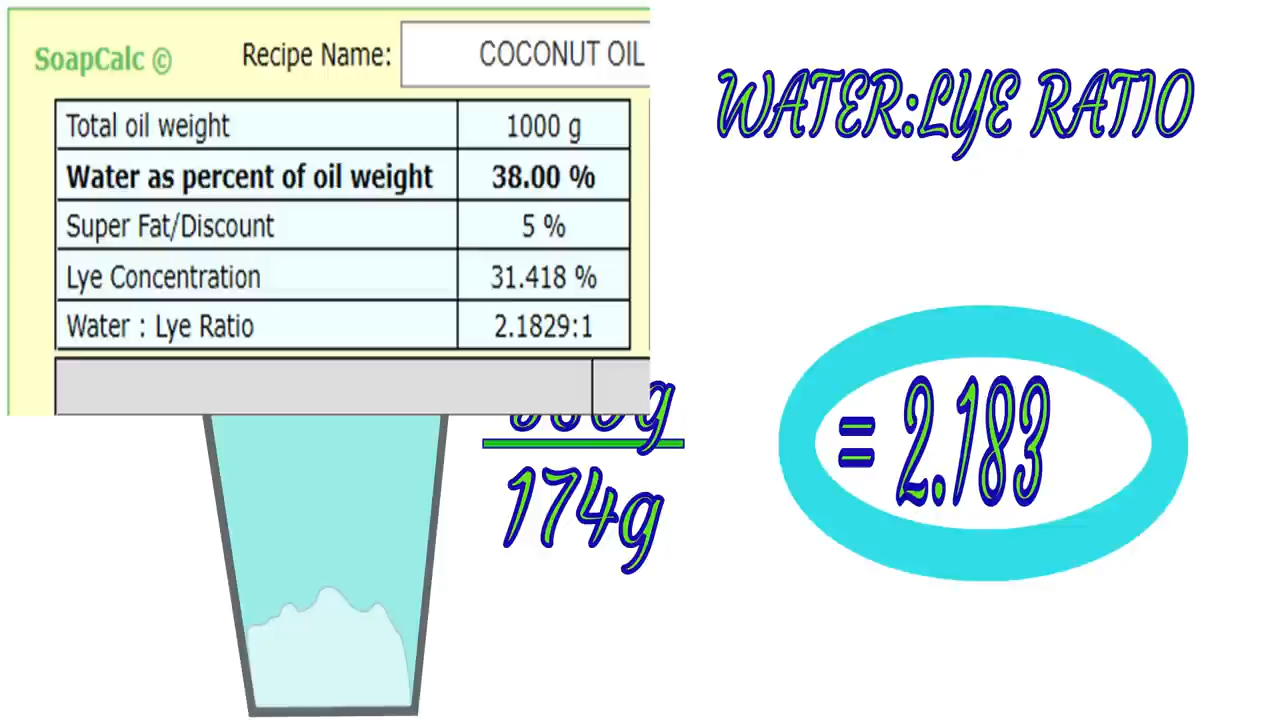 SoapCalc ©
Recipe Name: COCONUT OIL
WATER:LYE RATIO
Total oil weight 1000 g
Water as percent of oil weight 38.00 %
Super Fat/Discount 5 %
Lye Concentration 31.418 %
Water : Lye Ratio 2.1829:1
= 2.183
174g